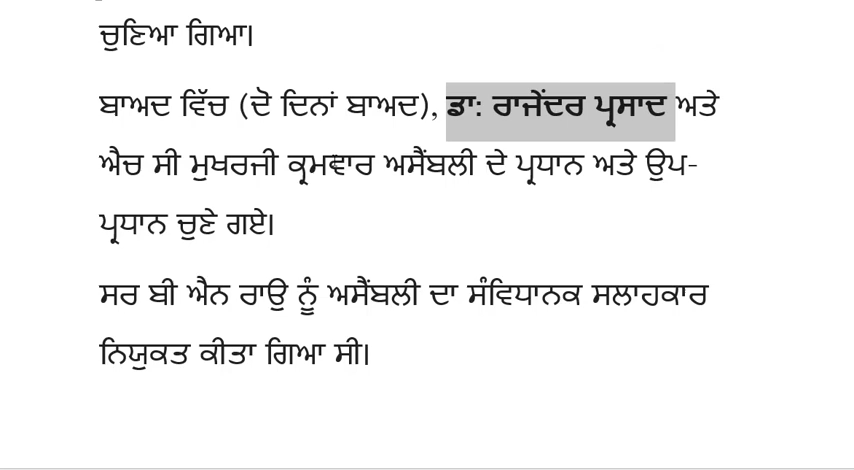 ਚੁਣਿਆ ਗਿਆ।
ਬਾਅਦ ਵਿੱਚ (ਦੋ ਦਿਨਾਂ ਬਾਅਦ), ਡਾ: ਰਾਜੇਂਦਰ ਪ੍ਰਸਾਦ ਅਤੇ
ਐਚ ਸੀ ਮੁਖਰਜੀ ਕ੍ਰਮਵਾਰ ਅਸੈਂਬਲੀ ਦੇ ਪ੍ਰਧਾਨ ਅਤੇ ਉਪ-
ਪ੍ਰਧਾਨ ਚੁਣੇ ਗਏ।
ਸਰ ਬੀ ਐਨ ਰਾਉ ਨੂੰ ਅਸੈਂਬਲੀ ਦਾ ਸੰਵਿਧਾਨਕ ਸਲਾਹਕਾਰ
ਨਿਯੁਕਤ ਕੀਤਾ ਗਿਆ ਸੀ।